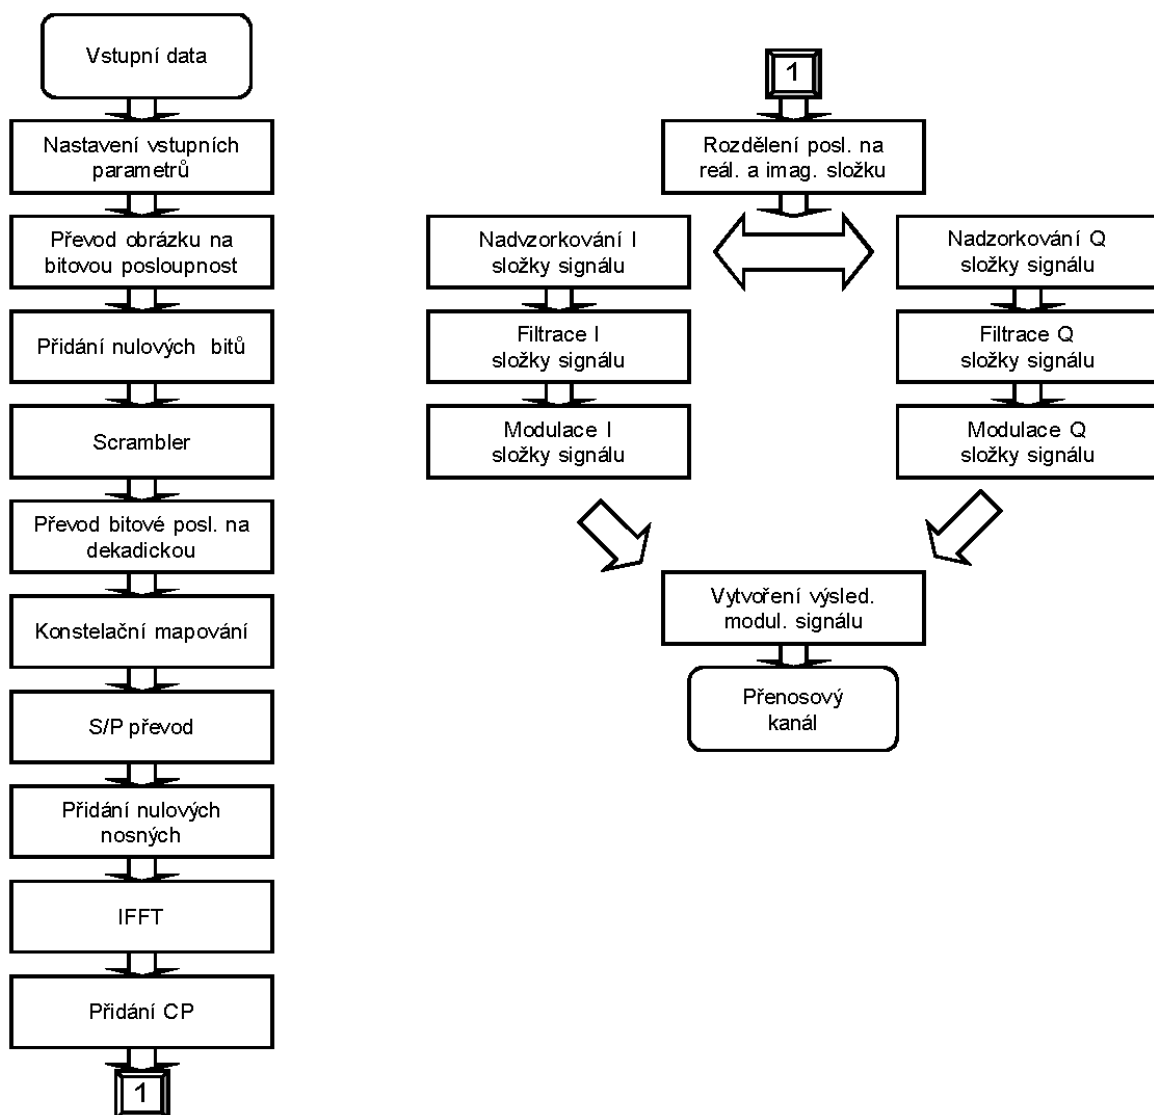 Vstupní data
Nastavení vstupních
parametrů
Převod obrázku na
bitovou posloupnost
Přidání nulových bitů
Scrambler
Převod bitové posl. na
dekadickou
Konstelační mapování
S/P převod
Přidání nulových
nosných
IFFT
Přidání CP
1
1
Rozdělení posl. na
reál. a imag. složku
Nadvzorkování I
složky signálu
Filtrace I
složky signálu
Modulace I
složky signálu
Nadzorkování Q
složky signálu
Filtrace Q
složky signálu
Modulace Q
složky signálu
Vytvoření výsled.
modul. signálu
Přenosový
kanál